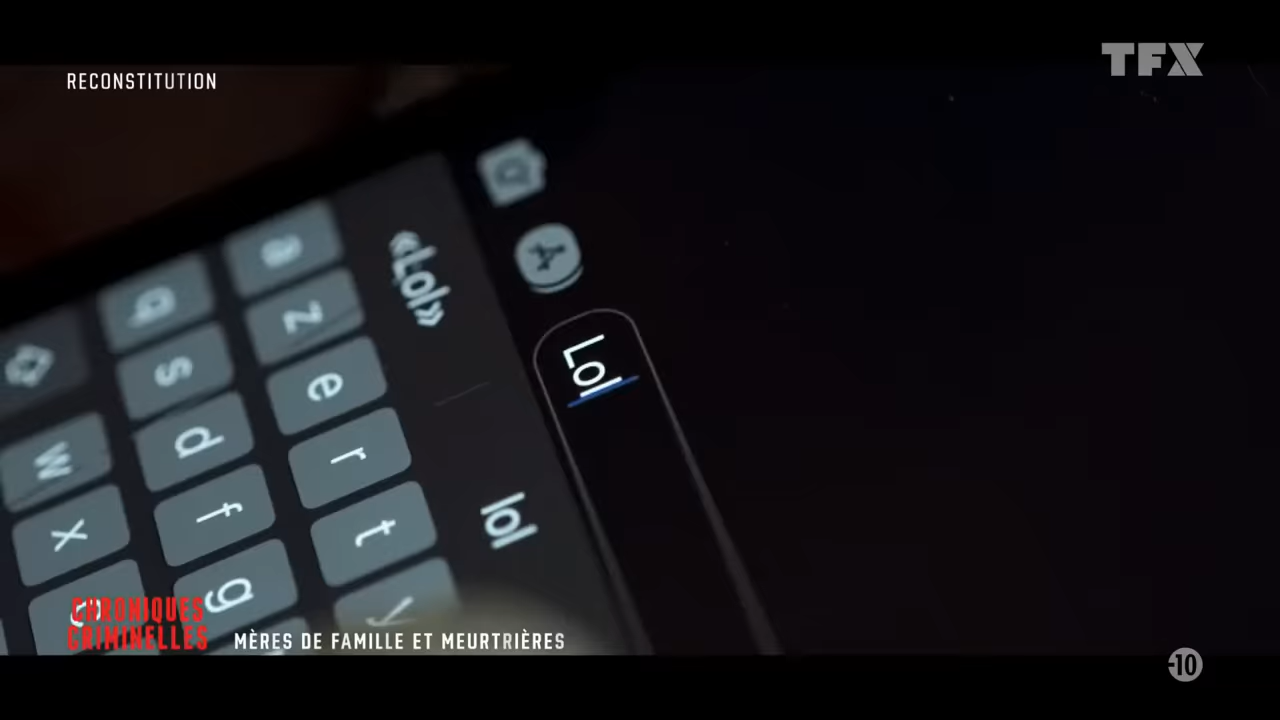 RECONSTITUTION
TFX
«Lol»
lol
Lol
a z e r t y
q s d f g
w x c
CHRONIQUES
CRIMINELLES
MÈRES DE FAMILLE ET MEURTRIÈRES
-10